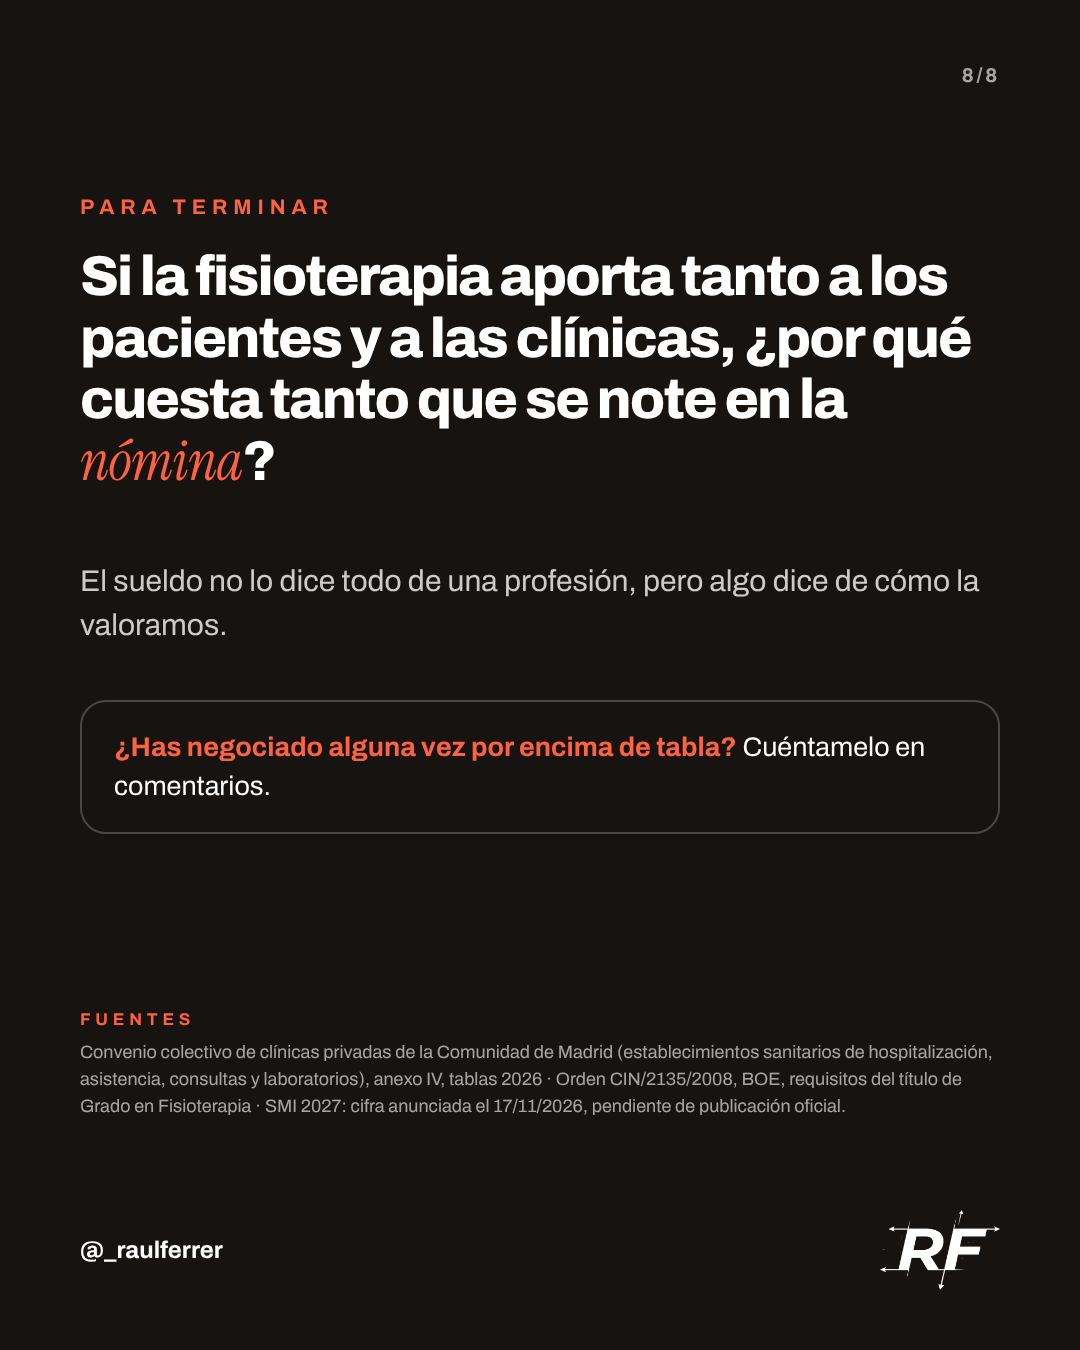 8/8
PARA TERMINAR
Si la fisioterapia aporta tanto a los
pacientes y a las clínicas, ¿por qué
cuesta tanto que se note en la
nómina?
El sueldo no lo dice todo de una profesión, pero algo dice de cómo la
valoramos.
¿Has negociado alguna vez por encima de tabla? Cuéntamelo en
comentarios.
FUENTES
Convenio colectivo de clínicas privadas de la Comunidad de Madrid (establecimientos sanitarios de hospitalización,
asistencia, consultas y laboratorios), anexo IV, tablas 2026 · Orden CIN/2135/2008, BOE, requisitos del título de
Grado en Fisioterapia · SMI 2027: cifra anunciada el 17/11/2026, pendiente de publicación oficial.
@_raulferrer
RF